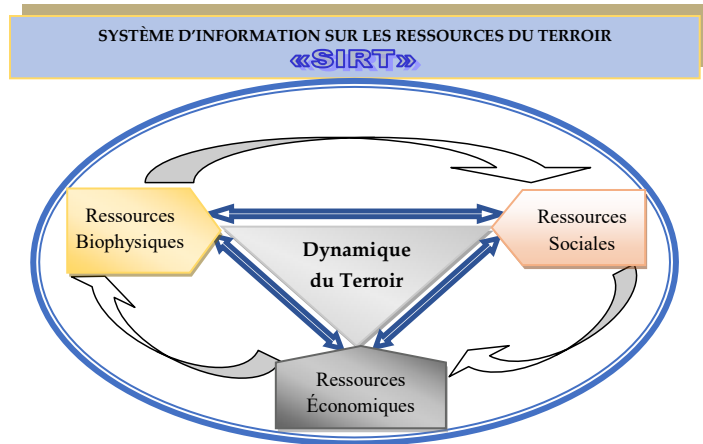 SYSTÈME D’INFORMATION SUR LES RESSOURCES DU TERROIR
«SIRT»
Ressources
Biophysiques
Ressources
Sociales
Dynamique
du Terroir
Ressources
Économiques